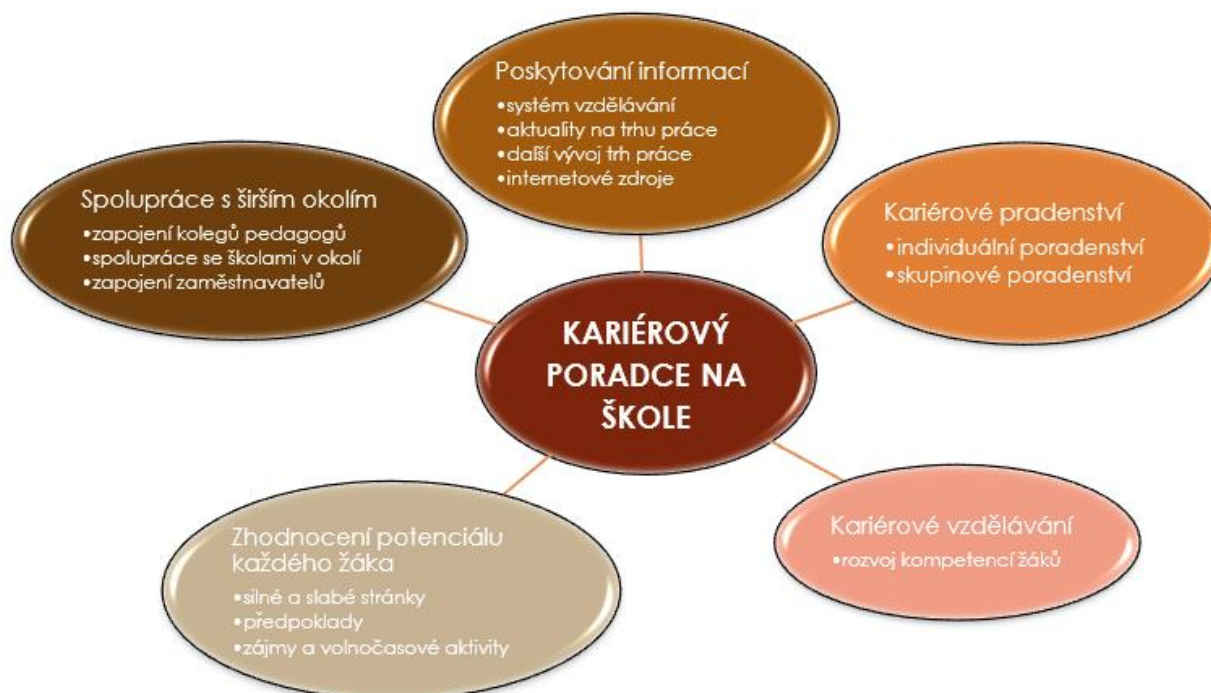 Poskytování informací
•systém vzdělávání
•aktuality na trhu práce
•další vývoj trh práce
•internetové zdroje
Spolupráce s širším okolím
•zapojení kolegů pedagogů
•spolupráce se školami v okolí
•zapojení zaměstnavatelů
Kariérové pradenství
•individuální poradenství
•skupinové poradenství
KARIÉROVÝ
PORADCE NA
ŠKOLE
Zhodnocení potenciálu
každého žáka
•silné a slabé stránky
•předpoklady
•zájmy a volnočasové aktivity
Kariérové vzdělávání
•rozvoj kompetencí žáků